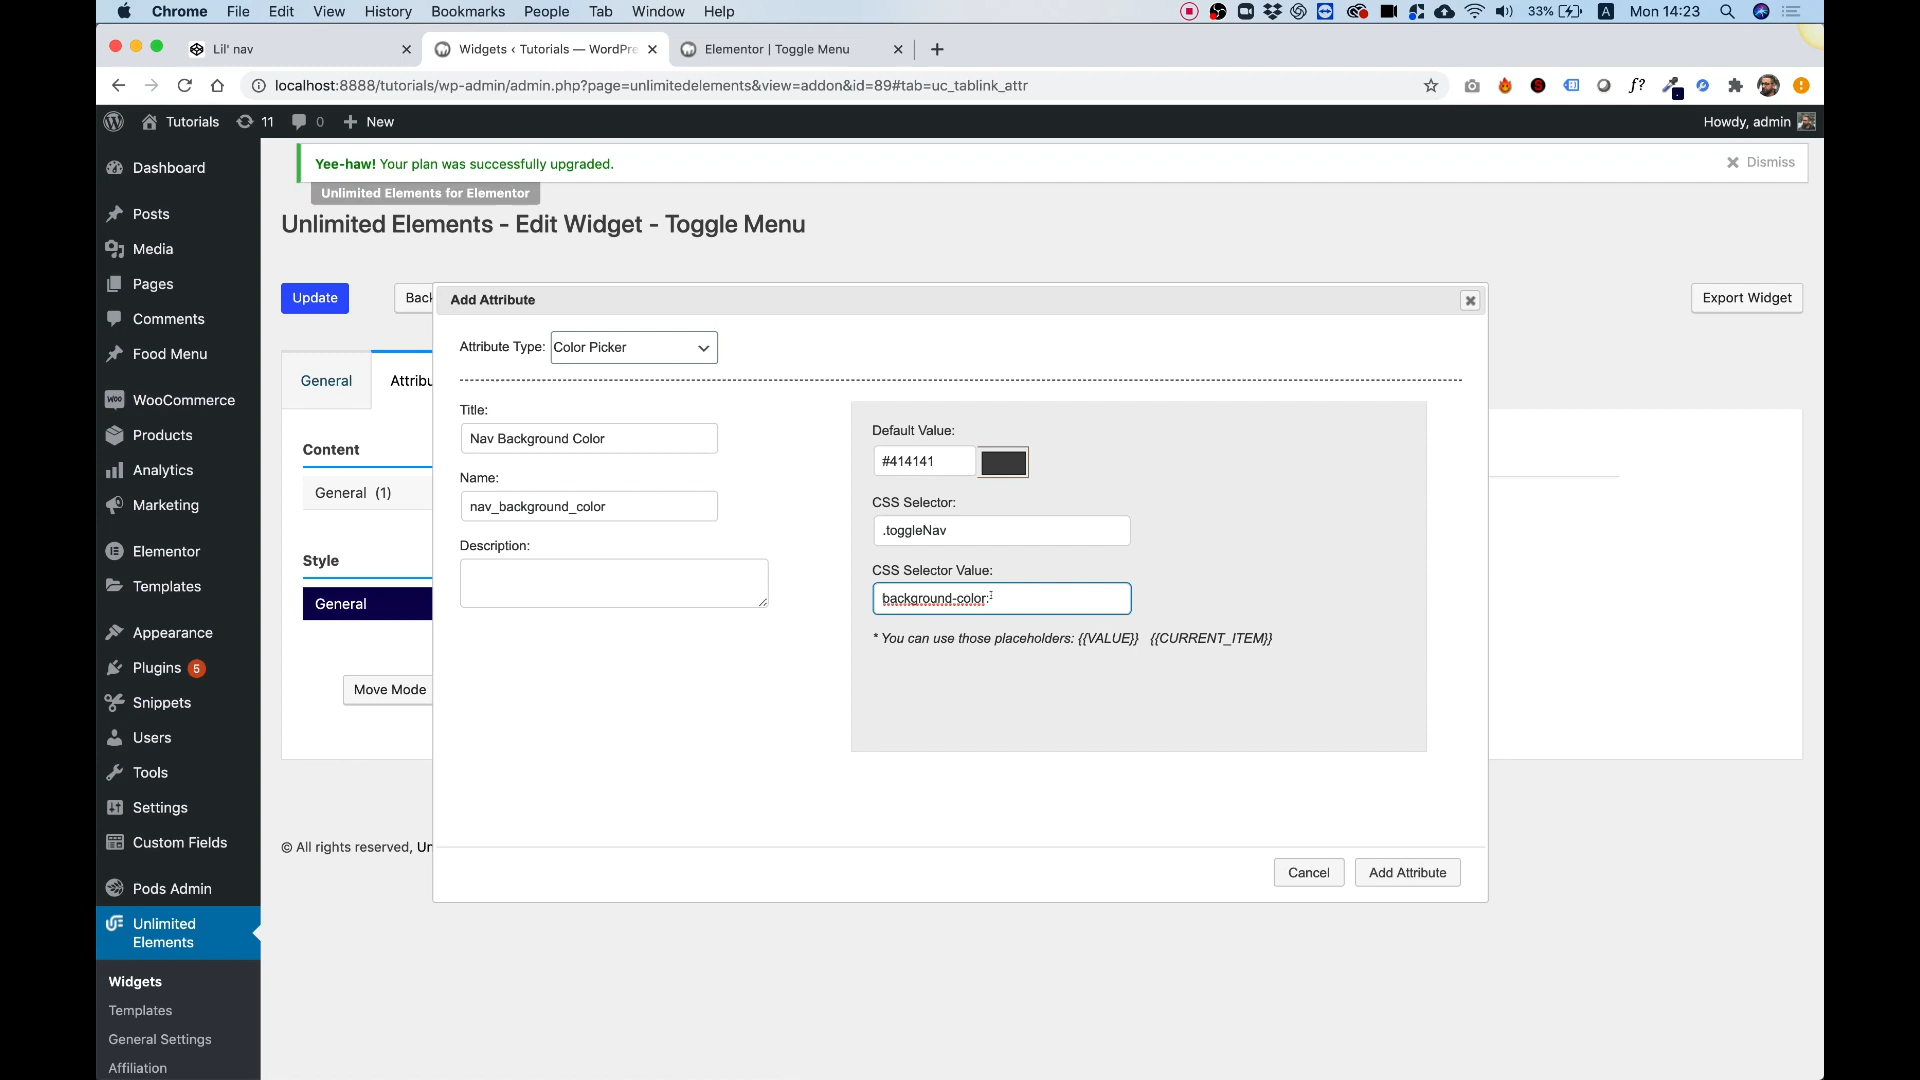 Chrome File Edit View History Bookmarks People Tab Window Help
33% A Mon 14:23
Lil' nav
Widgets ‹ Tutorials — WordPre
Elementor | Toggle Menu
localhost:8888/tutorials/wp-admin/admin.php?page=unlimitedelements&view=addon&id=89#tab=uc_tablink_attr
f?
Tutorials 11 0 New
Howdy, admin
Dashboard
Posts
Media
Pages
Comments
Food Menu
WooCommerce
Products
Analytics
Marketing
Elementor
Templates
Appearance
Plugins 5
Snippets
Users
Tools
Settings
Custom Fields
Pods Admin
Unlimited
Elements
Widgets
Templates
General Settings
Affiliation
Yee-haw! Your plan was successfully upgraded.
Dismiss
Unlimited Elements for Elementor
Unlimited Elements - Edit Widget - Toggle Menu
Update
Back
Export Widget
General
Attribu
Content
General (1)
Style
General
Move Mode
© All rights reserved, Un
Add Attribute
Attribute Type: Color Picker
Title:
Nav Background Color
Name:
nav_background_color
Description:
Default Value:
#414141
CSS Selector:
.toggleNav
CSS Selector Value:
background-color:
* You can use those placeholders: {{VALUE}} {{CURRENT_ITEM}}
Cancel
Add Attribute